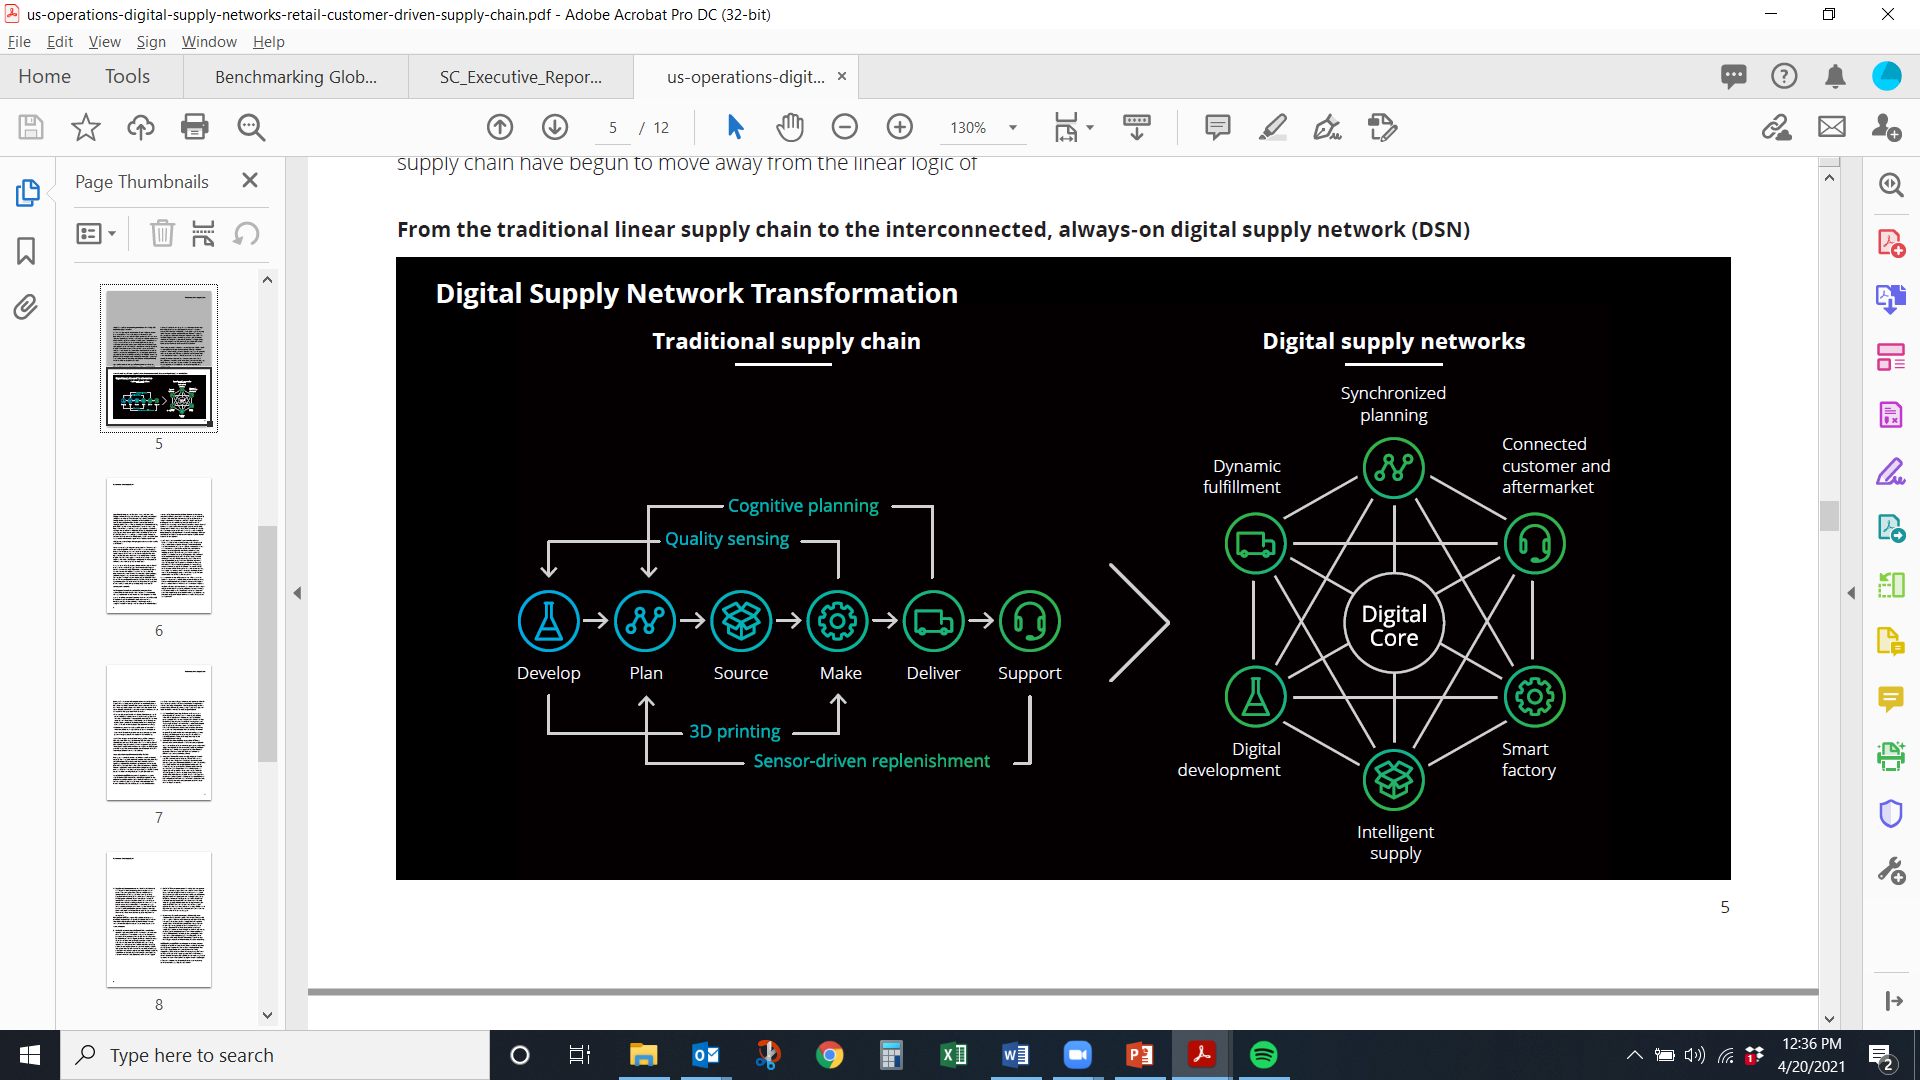 us-operations-digital-supply-networks-retail-customer-driven-supply-chain.pdf - Adobe Acrobat Pro DC (32-bit)
File Edit View Sign Window Help
Home Tools Benchmarking Glob... SC_Executive_Repor... us-operations-digit... ×
5 / 12 130%
Page Thumbnails
5
6
7
8
supply chain have begun to move away from the linear logic of
From the traditional linear supply chain to the interconnected, always-on digital supply network (DSN)
Digital Supply Network Transformation
Traditional supply chain
Cognitive planning
Quality sensing
Develop
Plan
Source
Make
Deliver
Support
3D printing
Sensor-driven replenishment
Digital supply networks
Synchronized
planning
Connected
customer and
aftermarket
Dynamic
fulfillment
Digital
Core
Digital
development
Smart
factory
Intelligent
supply
5
Type here to search
1
12:36 PM
4/20/2021
2